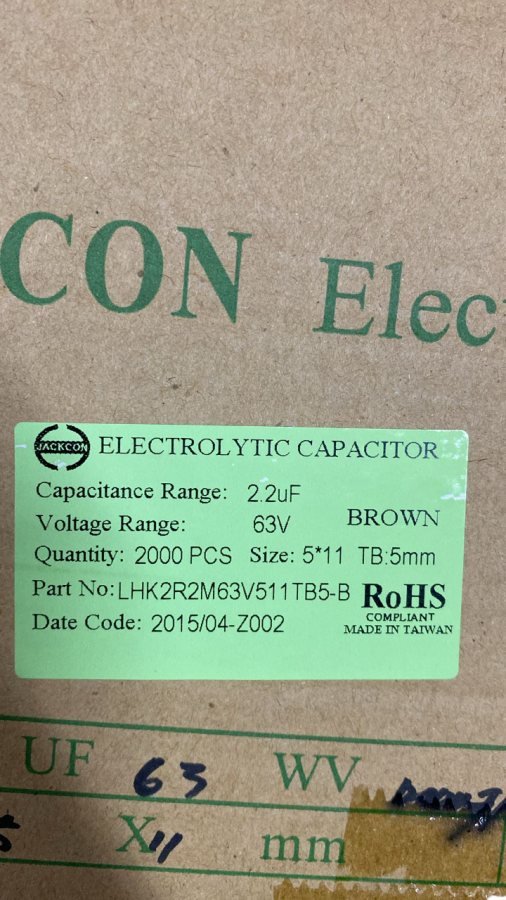 CON Elec
JACKCON ELECTROLYTIC CAPACITOR
Capacitance Range: 2.2uF
Voltage Range: 63V BROWN
Quantity: 2000 PCS Size: 5*11 TB:5mm
Part No: LHK2R2M63V511TB5-B RoHS
COMPLIANT
Date Code: 2015/04-Z002 MADE IN TAIWAN
UF 63 WV
5 X 11 mm